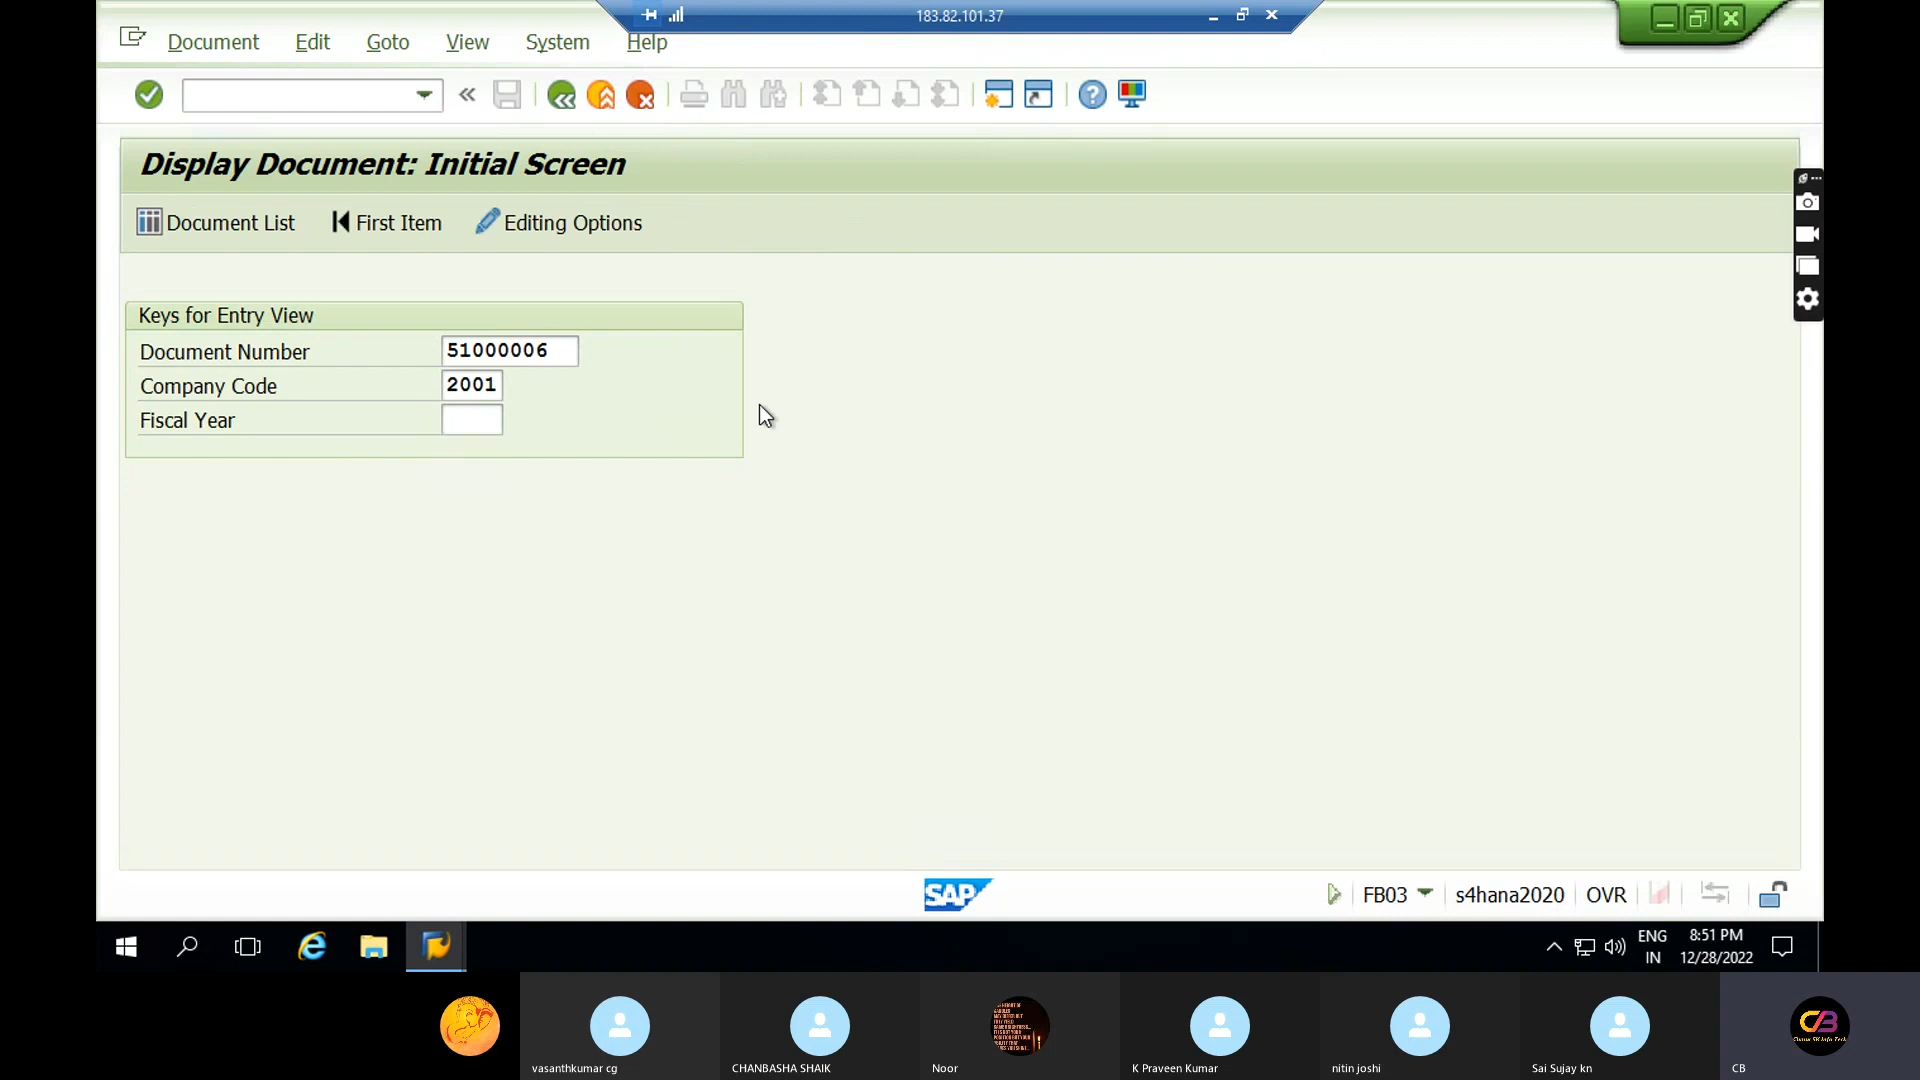 183.82.101.37
Document Edit Goto View System Help
Display Document: Initial Screen
Document List First Item Editing Options
Keys for Entry View
Document Number 51000006
Company Code 2001
Fiscal Year
SAP FB03 s4hana2020 OVR
ENG 8:51 PM
IN 12/28/2022
vasanthkumar cg CHANBASHA SHAIK Noor K Praveen Kumar nitin joshi Sai Sujay kn CB